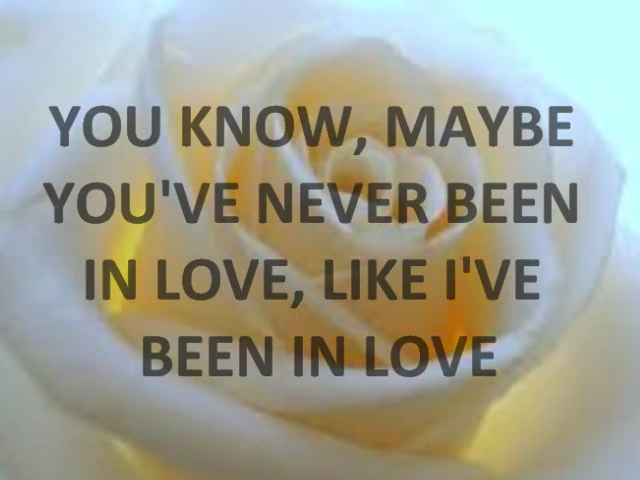 YOU KNOW, MAYBE
YOU'VE NEVER BEEN
IN LOVE, LIKE I'VE
BEEN IN LOVE